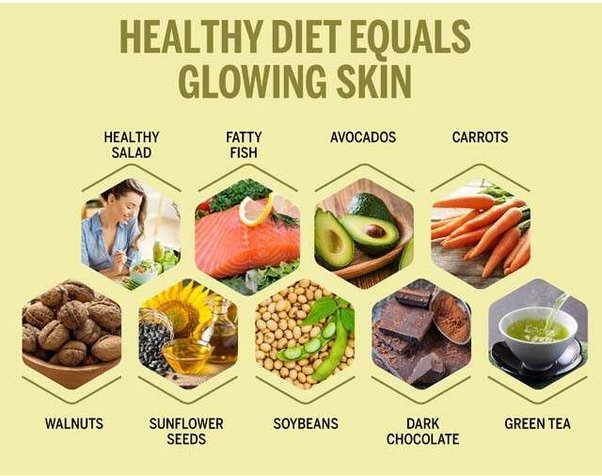 HEALTHY DIET EQUALS
GLOWING SKIN
HEALTHY
SALAD
FATTY
FISH
AVOCADOS
CARROTS
WALNUTS
SUNFLOWER
SEEDS
SOYBEANS
DARK
CHOCOLATE
GREEN TEA